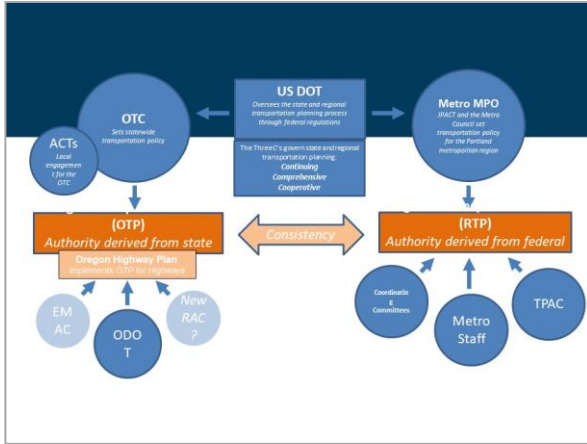 US DOT
Oversees the state and regional
transportation planning process
through federal regulations
OTC
Sets statewide
transportation policy
Metro MPO
JPACT and the Metro
Council set
transportation policy
for the Portland
metropolitan region
ACTs
Local
engagemen
t for the
OTC
The Three C's govern state and regional
transportation planning:
Continuing
Comprehensive
Cooperative
(OTP)
Authority derived from state
Consistency
(RTP)
Authority derived from federal
Oregon Highway Plan
Implements OTP for Highways
EM
AC
ODO
T
New
RAC
?
Coordinatin
g
Committees
Metro
Staff
TPAC